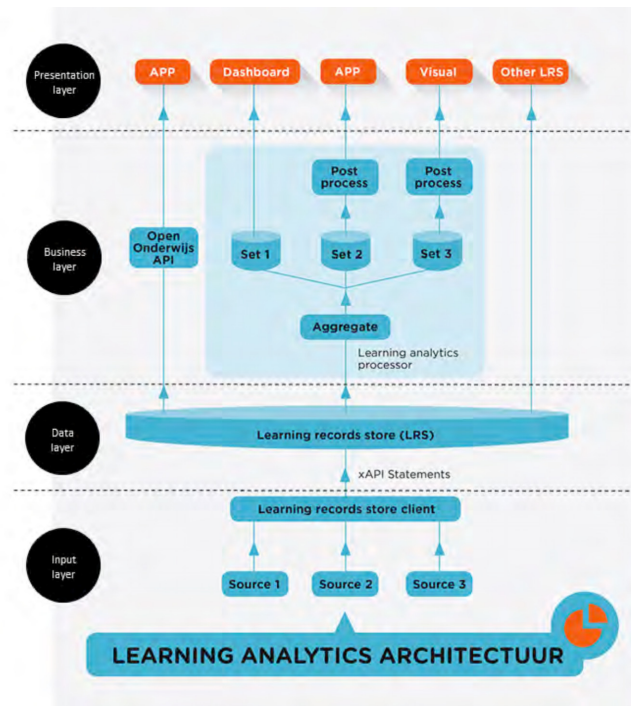 Presentation
layer
APP
Dashboard
APP
Visual
Other LRS
Business
layer
Open
Onderwijs
API
Post
process
Post
process
Set 1
Set 2
Set 3
Aggregate
Learning analytics
processor
Data
layer
Learning records store (LRS)
xAPI Statements
Input
layer
Learning records store client
Source 1
Source 2
Source 3
LEARNING ANALYTICS ARCHITECTUUR